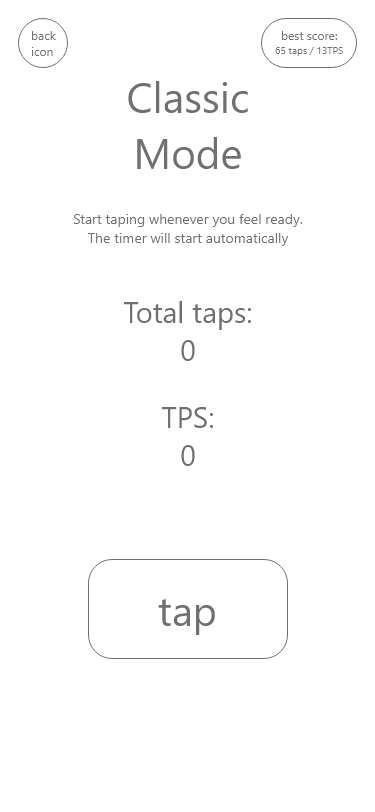 back
icon
best score:
65 taps / 13TPS
Classic
Mode
Start taping whenever you feel ready.
The timer will start automatically
Total taps:
0
TPS:
0
tap